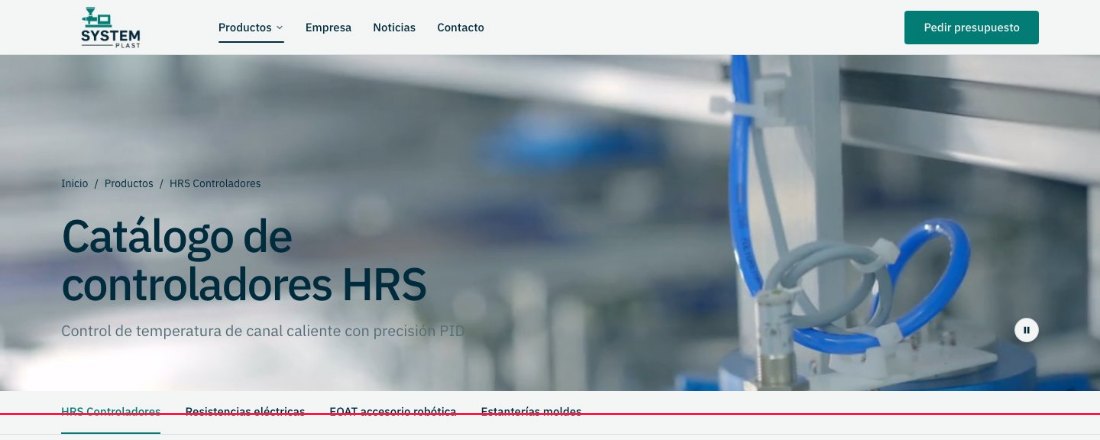 SYSTEM
PLAST
Productos Empresa Noticias Contacto
Pedir presupuesto
Inicio / Productos / HRS Controladores
Catálogo de
controladores HRS
Control de temperatura de canal caliente con precisión PID
HRS Controladores Resistencias eléctricas EOAT accesorio robótica Estanterías moldes